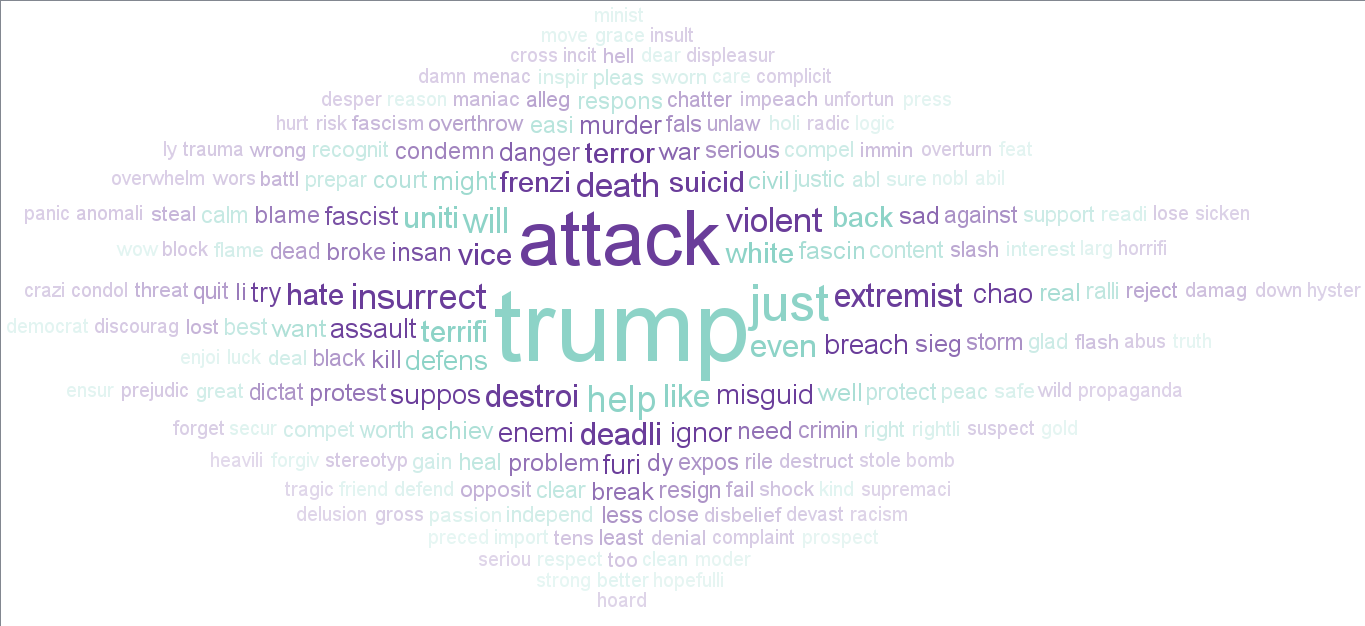 minist
move grace insult
cross incit hell dear displeasur
damn menac inspir pleas sworn care complicit
desper reason maniac alleg respons chatter impeach unfortun press
hurt risk fascism overthrow easi murder fals unlaw holi radic logic
ly trauma wrong recognit condemn danger terror war serious compel immin overturn feat
overwhelm wors battl prepar court might frenzi death suicid civil justic abl sure nobl abil
panic anomali steal calm blame fascist uniti will attack violent back sad against support readi lose sicken
wow block flame dead broke insan vice white fascin content slash interest larg horrifi
crazi condol threat quit li try hate insurrect trump just extremist chao real ralli reject damag down hyster
democrat discourag lost best want assault terrifi even breach sieg storm glad flash abus truth
enjoi luck deal black kill defens
ensur prejudic great dictat protest suppos destroi help like misguid well protect peac safe wild propaganda
forget secur compet worth achiev enemi deadli ignor need crimin right rightli suspect gold
heavili forgiv stereotyp gain heal problem furi dy expos rile destruct stole bomb
tragic friend defend opposit clear break resign fail shock kind supremaci
delusion gross passion independ less close disbelief devast racism
preced import tens least denial complaint prospect
seriou respect too clean moder
strong better hopefulli
hoard